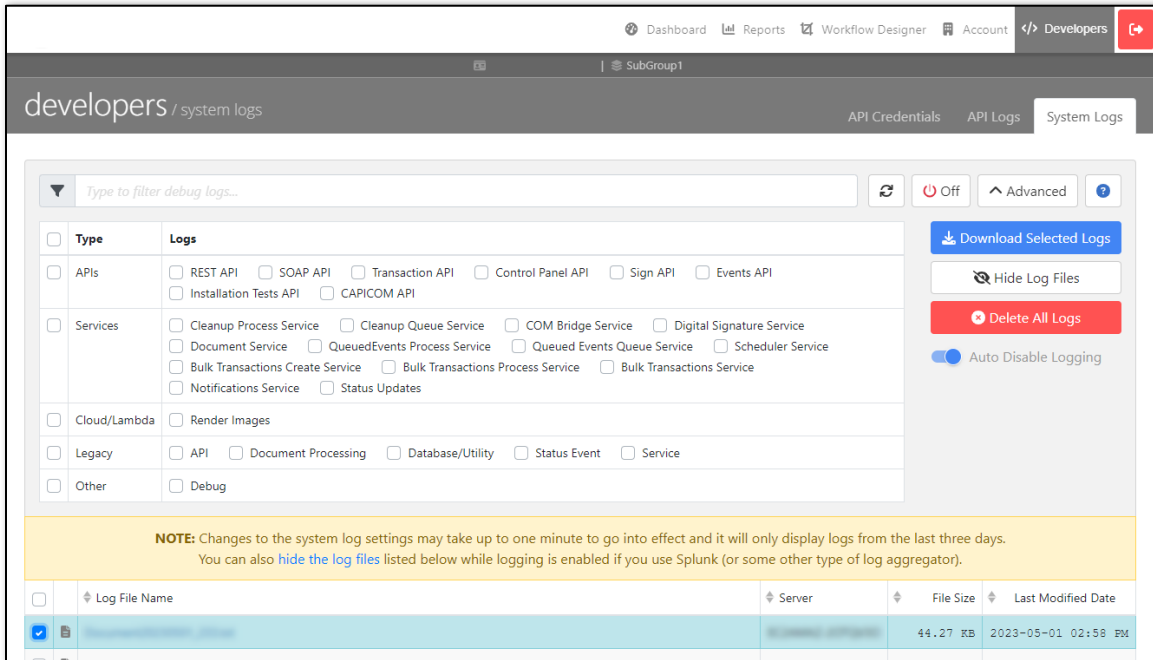 Dashboard Reports Workflow Designer Account </> Developers
| SubGroup1
developers / system logs
API Credentials API Logs System Logs
Type to filter debug logs...
Off Advanced ?
Type Logs
Download Selected Logs
APIs REST API SOAP API Transaction API Control Panel API Sign API Events API
Installation Tests API CAPICOM API
Hide Log Files
Services Cleanup Process Service Cleanup Queue Service COM Bridge Service Digital Signature Service
Delete All Logs
Document Service QueuedEvents Process Service Queued Events Queue Service Scheduler Service
Auto Disable Logging
Bulk Transactions Create Service Bulk Transactions Process Service Bulk Transactions Service
Notifications Service Status Updates
Cloud/Lambda Render Images
Legacy API Document Processing Database/Utility Status Event Service
Other Debug
NOTE: Changes to the system log settings may take up to one minute to go into effect and it will only display logs from the last three days.
You can also hide the log files listed below while logging is enabled if you use Splunk (or some other type of log aggregator).
Log File Name Server File Size Last Modified Date
44.27 KB 2023-05-01 02:58 PM